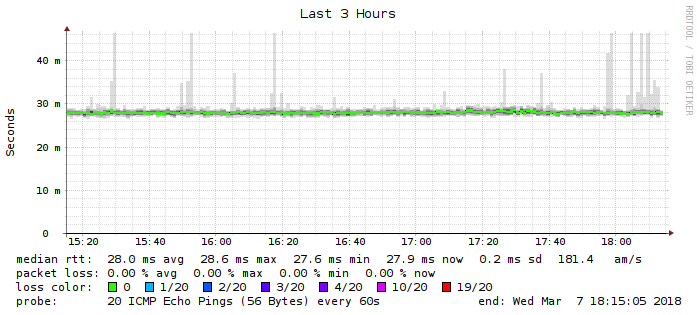 Last 3 Hours
RRDTOOL / TOBI OETIKER
Seconds
40 m
30 m
20 m
10 m
0
15:20 15:40 16:00 16:20 16:40 17:00 17:20 17:40 18:00
median rtt: 28.0 ms avg 28.6 ms max 27.6 ms min 27.9 ms now 0.2 ms sd 181.4 am/s
packet loss: 0.00 % avg 0.00 % max 0.00 % min 0.00 % now
loss color: 0 1/20 2/20 3/20 4/20 10/20 19/20
probe: 20 ICMP Echo Pings (56 Bytes) every 60s end: Wed Mar 7 18:15:05 2018